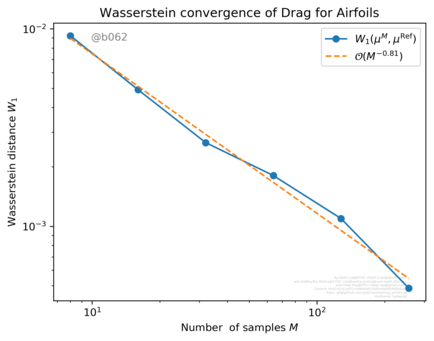 Wasserstein convergence of Drag for Airfoils
@b062
W₁(μᴹ, μᴿᵉᶠ)
𝒪(M⁻⁰·⁸¹)
Wasserstein distance W₁
10⁻²
10⁻³
10¹
10²
Number of samples M